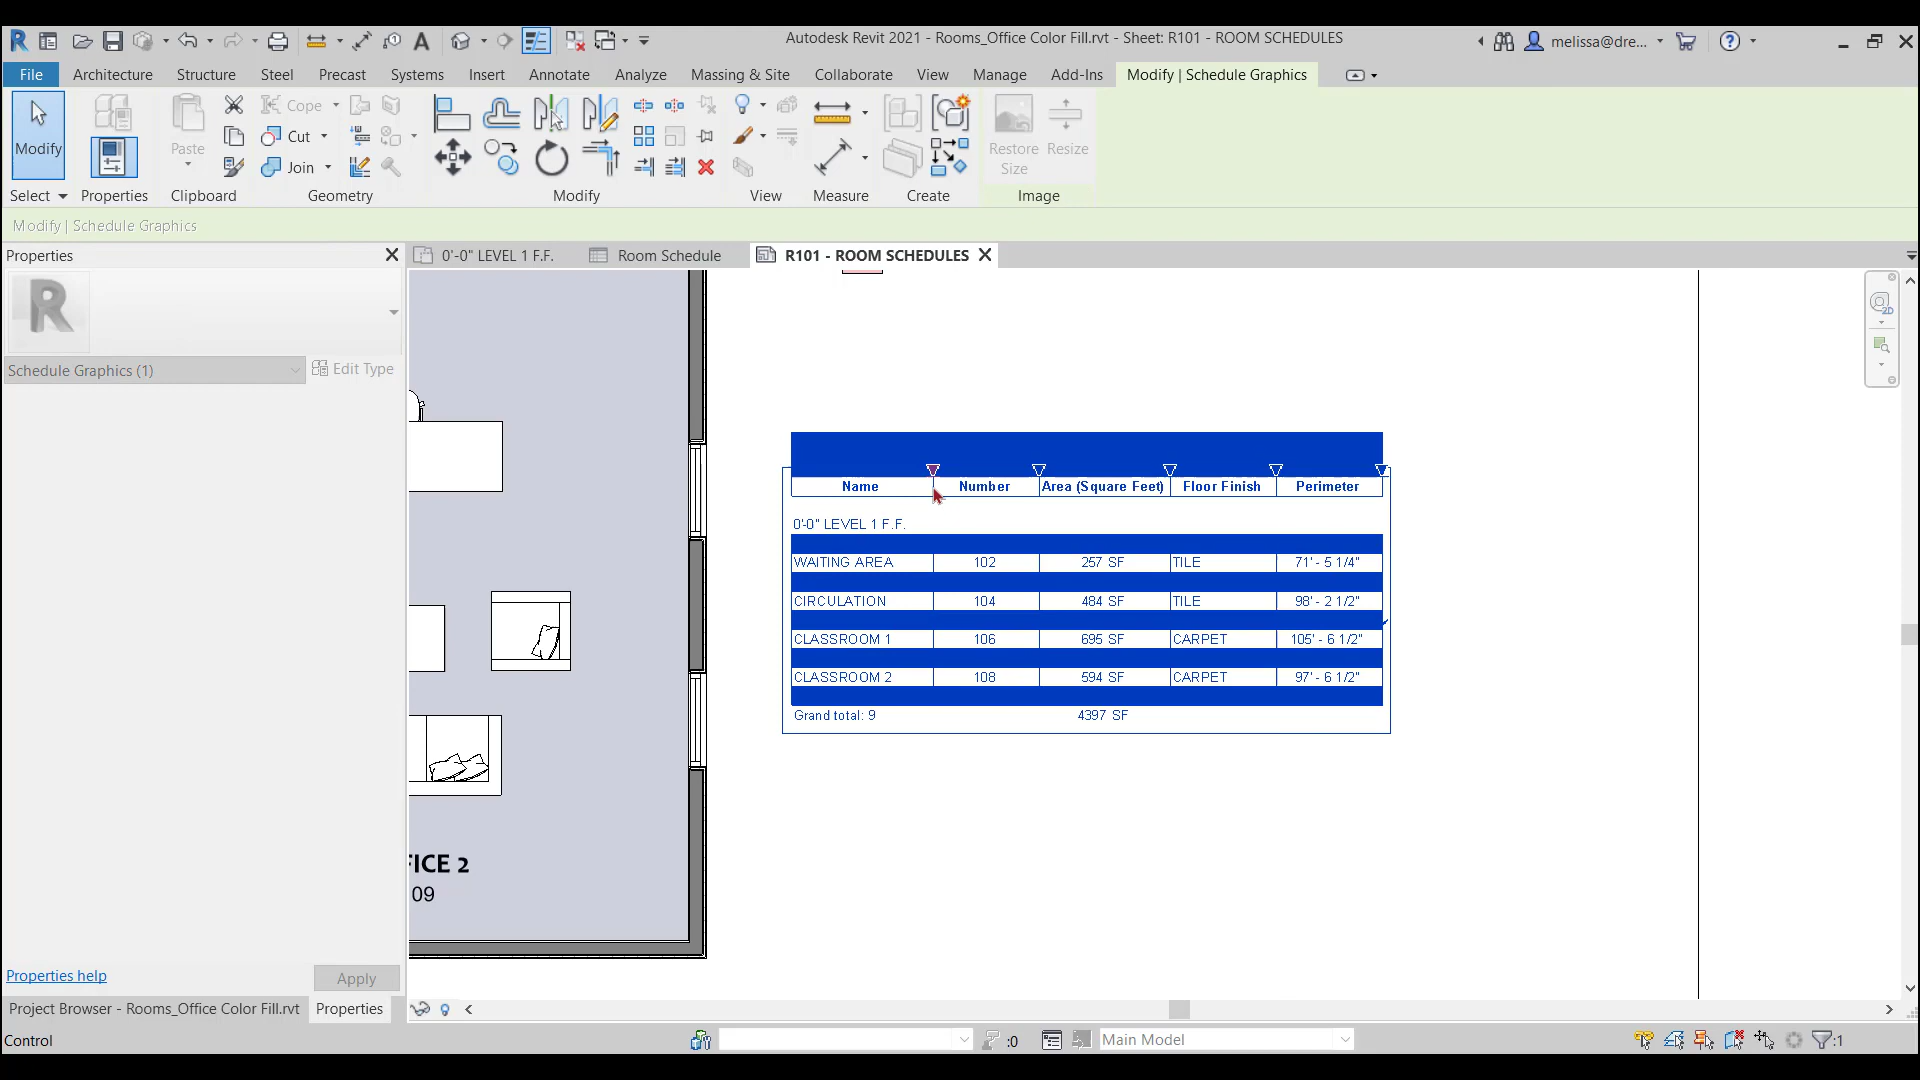 Autodesk Revit 2021 - Rooms_Office Color Fill.rvt - Sheet: R101 - ROOM SCHEDULES
melissa@dre...
File Architecture Structure Steel Precast Systems Insert Annotate Analyze Massing & Site Collaborate View Manage Add-Ins Modify | Schedule Graphics
Modify
Paste
Cope
Cut
Join
Restore Size
Resize
Select Properties Clipboard Geometry Modify View Measure Create Image
Modify | Schedule Graphics
Properties
0'-0" LEVEL 1 F.F.
Room Schedule
R101 - ROOM SCHEDULES
R
2D
Schedule Graphics (1)
Edit Type
Name Number Area (Square Feet) Floor Finish Perimeter
0'-0" LEVEL 1 F.F.
WAITING AREA 102 257 SF TILE 71' - 5 1/4"
CIRCULATION 104 484 SF TILE 98' - 2 1/2"
CLASSROOM 1 106 695 SF CARPET 105' - 6 1/2"
CLASSROOM 2 108 594 SF CARPET 97' - 6 1/2"
Grand total: 9 4397 SF
FICE 2
09
Properties help
Apply
Project Browser - Rooms_Office Color Fill.rvt
Properties
Control
:0
Main Model
:1